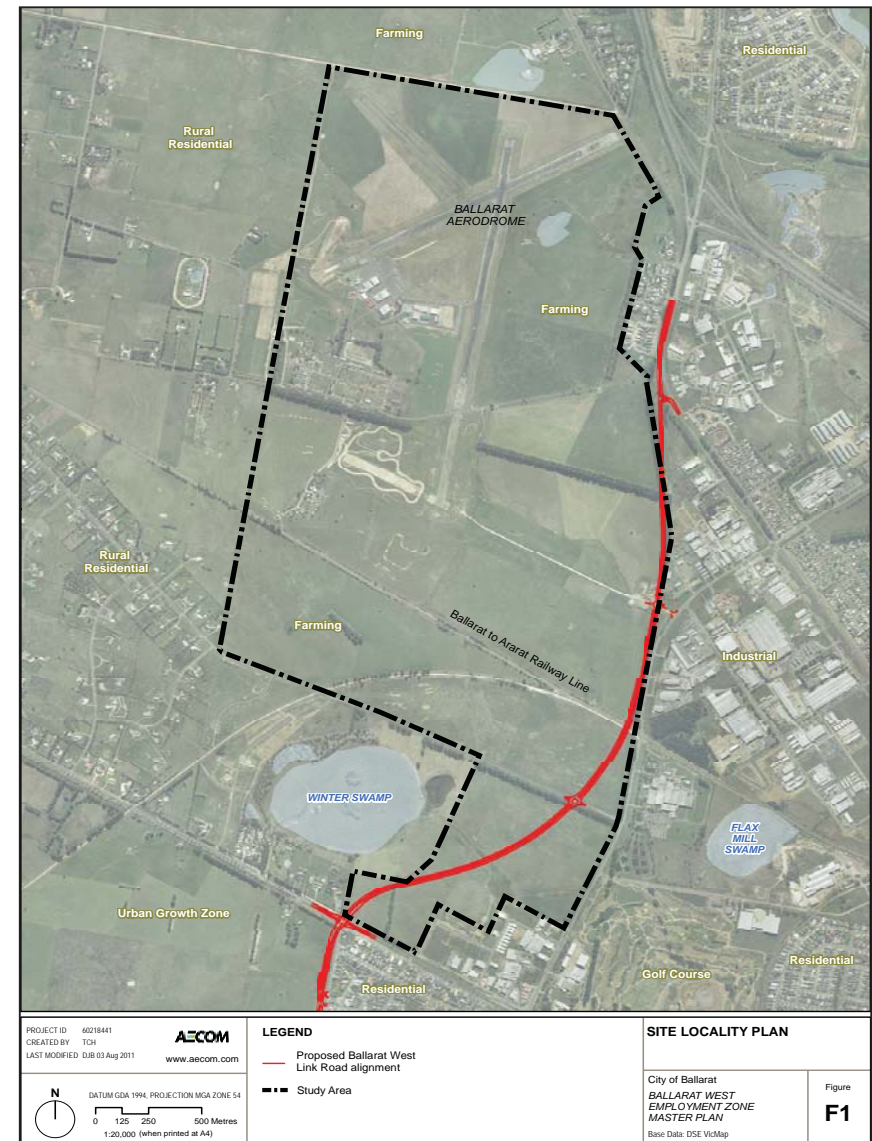 Farming
Residential
Rural
Residential
BALLARAT
AERODROME
Farming
Rural
Residential
Farming
Ballarat to Ararat Railway Line
Industrial
WINTER SWAMP
FLAX
MILL
SWAMP
Urban Growth Zone
Residential
Golf Course
Residential
PROJECT ID 60218441
CREATED BY TCH
LAST MODIFIED DJB 03 Aug 2011
AECOM
www.aecom.com
N
DATUM GDA 1994, PROJECTION MGA ZONE 54
0 125 250 500 Metres
1:20,000 (when printed at A4)
LEGEND
Proposed Ballarat West
Link Road alignment
Study Area
SITE LOCALITY PLAN
City of Ballarat
BALLARAT WEST
EMPLOYMENT ZONE
MASTER PLAN
Base Data: DSE VicMap
Figure
F1